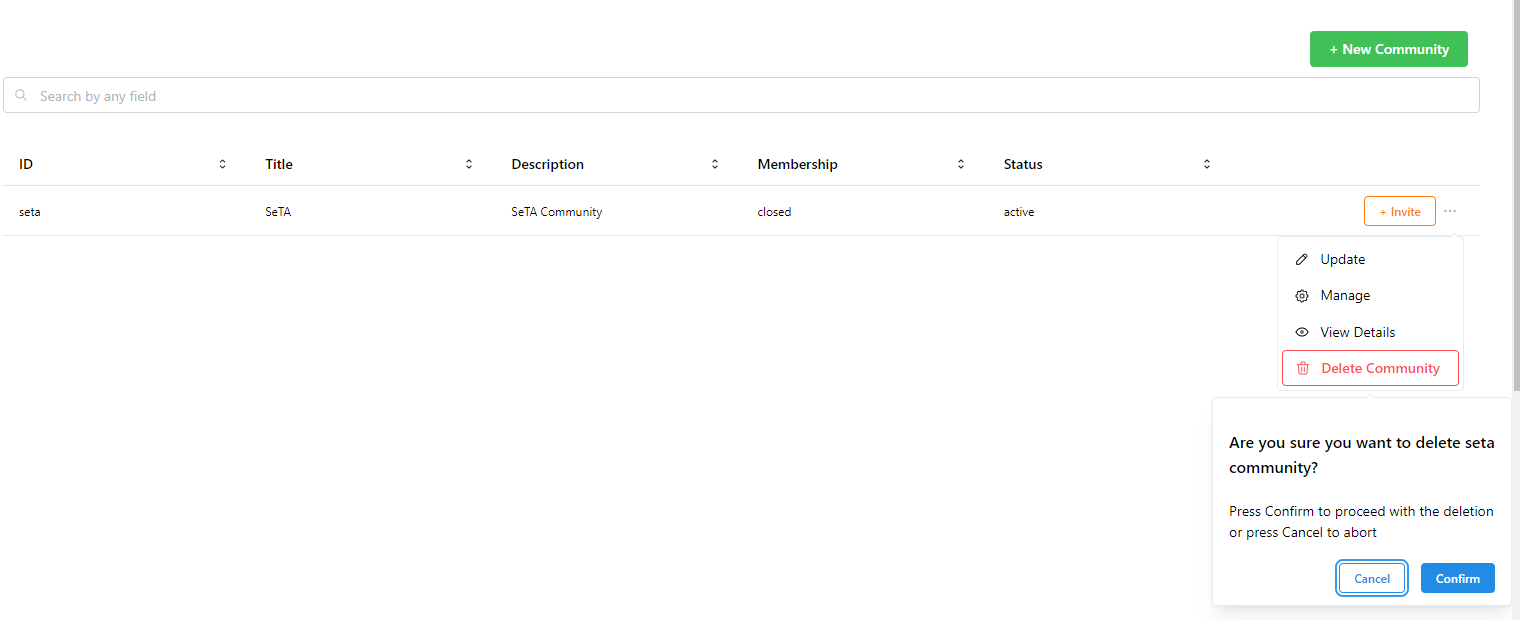 + New Community
Search by any field
ID Title Description Membership Status
seta SeTA SeTA Community closed active + Invite ...
Update
Manage
View Details
Delete Community
Are you sure you want to delete seta
community?
Press Confirm to proceed with the deletion
or press Cancel to abort
Cancel Confirm